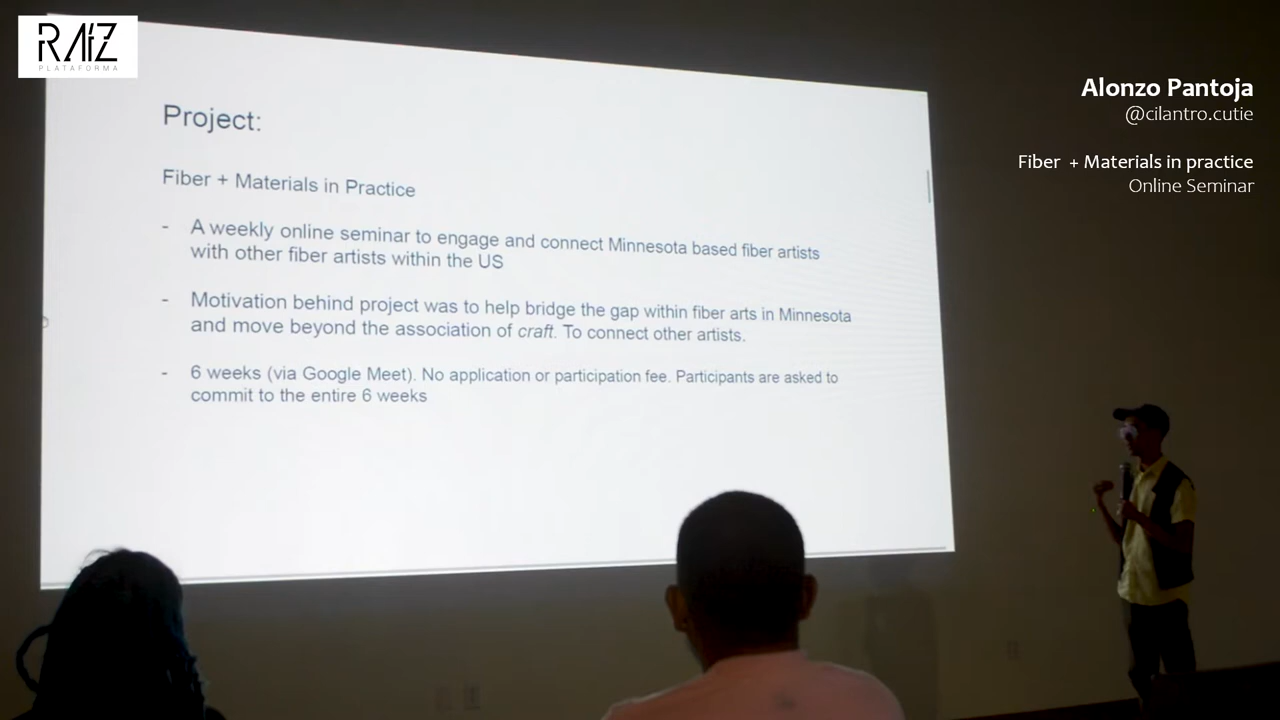 RAÍZ
PLATAFORMA
Alonzo Pantoja
@cilantro.cutie
Fiber + Materials in practice
Online Seminar
Project:
Fiber + Materials in Practice
- A weekly online seminar to engage and connect Minnesota based fiber artists
with other fiber artists within the US
- Motivation behind project was to help bridge the gap within fiber arts in Minnesota
and move beyond the association of craft. To connect other artists.
- 6 weeks (via Google Meet). No application or participation fee. Participants are asked to
commit to the entire 6 weeks